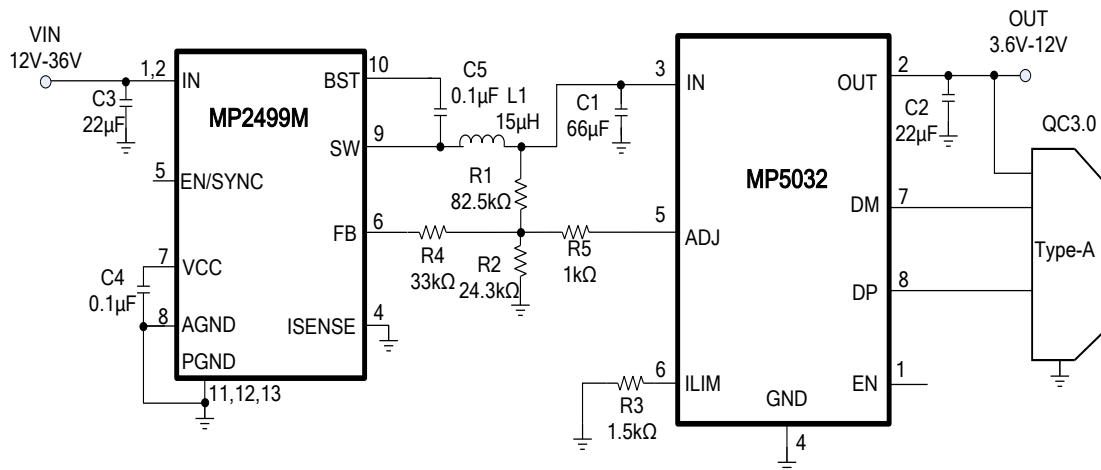 VIN
12V-36V
C3
22µF
1,2
IN
MP2499M
BST
10
C5
0.1µF
L1
15µH
SW
9
5
EN/SYNC
R1
82.5kΩ
FB
6
R4
33kΩ
R2
24.3kΩ
R5
1kΩ
7
VCC
C4
0.1µF
8
AGND
ISENSE
4
PGND
11,12,13
C1
66µF
3
IN
MP5032
OUT
2
C2
22µF
OUT
3.6V-12V
QC3.0
Type-A
5
ADJ
DM
7
DP
8
6
ILIM
R3
1.5kΩ
EN
1
GND
4